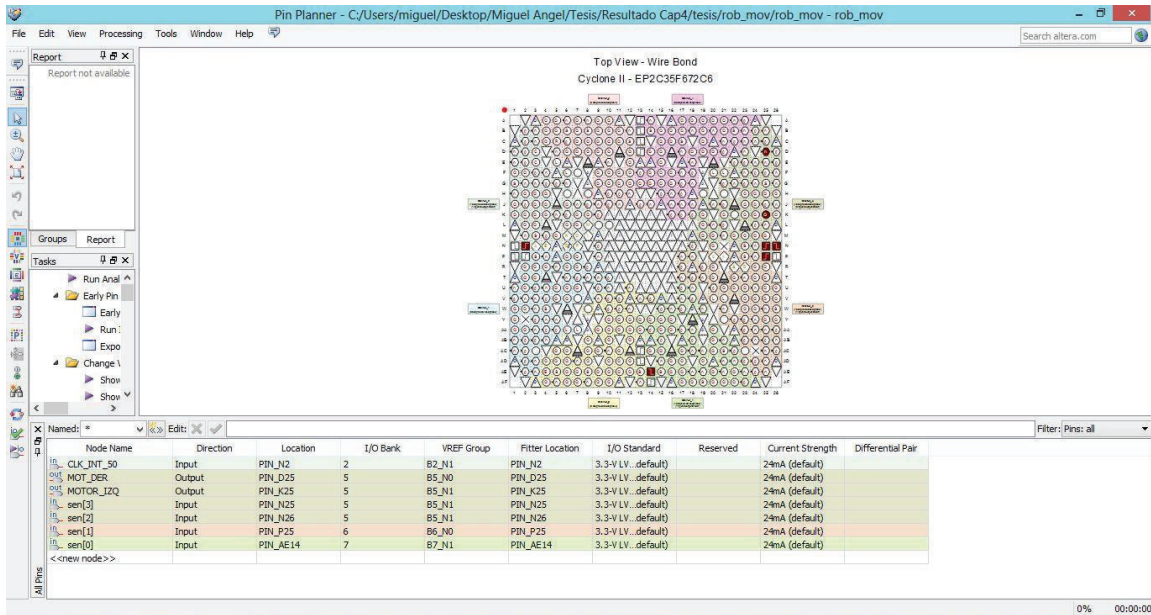 Pin Planner - C:/Users/miguel/Desktop/Miguel Angel/Tesis/Resultado Cap4/tesis/rob_mov/rob_mov - rob_mov
File Edit View Processing Tools Window Help
Search altera.com
Report
Report not available
Groups Report
Tasks
Run Anal
Early Pin
Early
Run
Expo
Change
Show
Show
Top View - Wire Bond
Cyclone II - EP2C35F672C6
Named: * Edit: Filter: Pins: all
Node Name Direction Location I/O Bank VREF Group Fitter Location I/O Standard Reserved Current Strength Differential Pair
in CLK_INT_50 Input PIN_N2 2 B2_N1 PIN_N2 3.3-V LV...default) 24mA (default)
out MOT_DER Output PIN_D25 5 B5_N0 PIN_D25 3.3-V LV...default) 24mA (default)
out MOTOR_IZQ Output PIN_K25 5 B5_N1 PIN_K25 3.3-V LV...default) 24mA (default)
in sen[3] Input PIN_N25 5 B5_N1 PIN_N25 3.3-V LV...default) 24mA (default)
in sen[2] Input PIN_N26 5 B5_N1 PIN_N26 3.3-V LV...default) 24mA (default)
in sen[1] Input PIN_P25 6 B6_N0 PIN_P25 3.3-V LV...default) 24mA (default)
in sen[0] Input PIN_AE14 7 B7_N1 PIN_AE14 3.3-V LV...default) 24mA (default)
<<new node>>
All Pins
0% 00:00:00